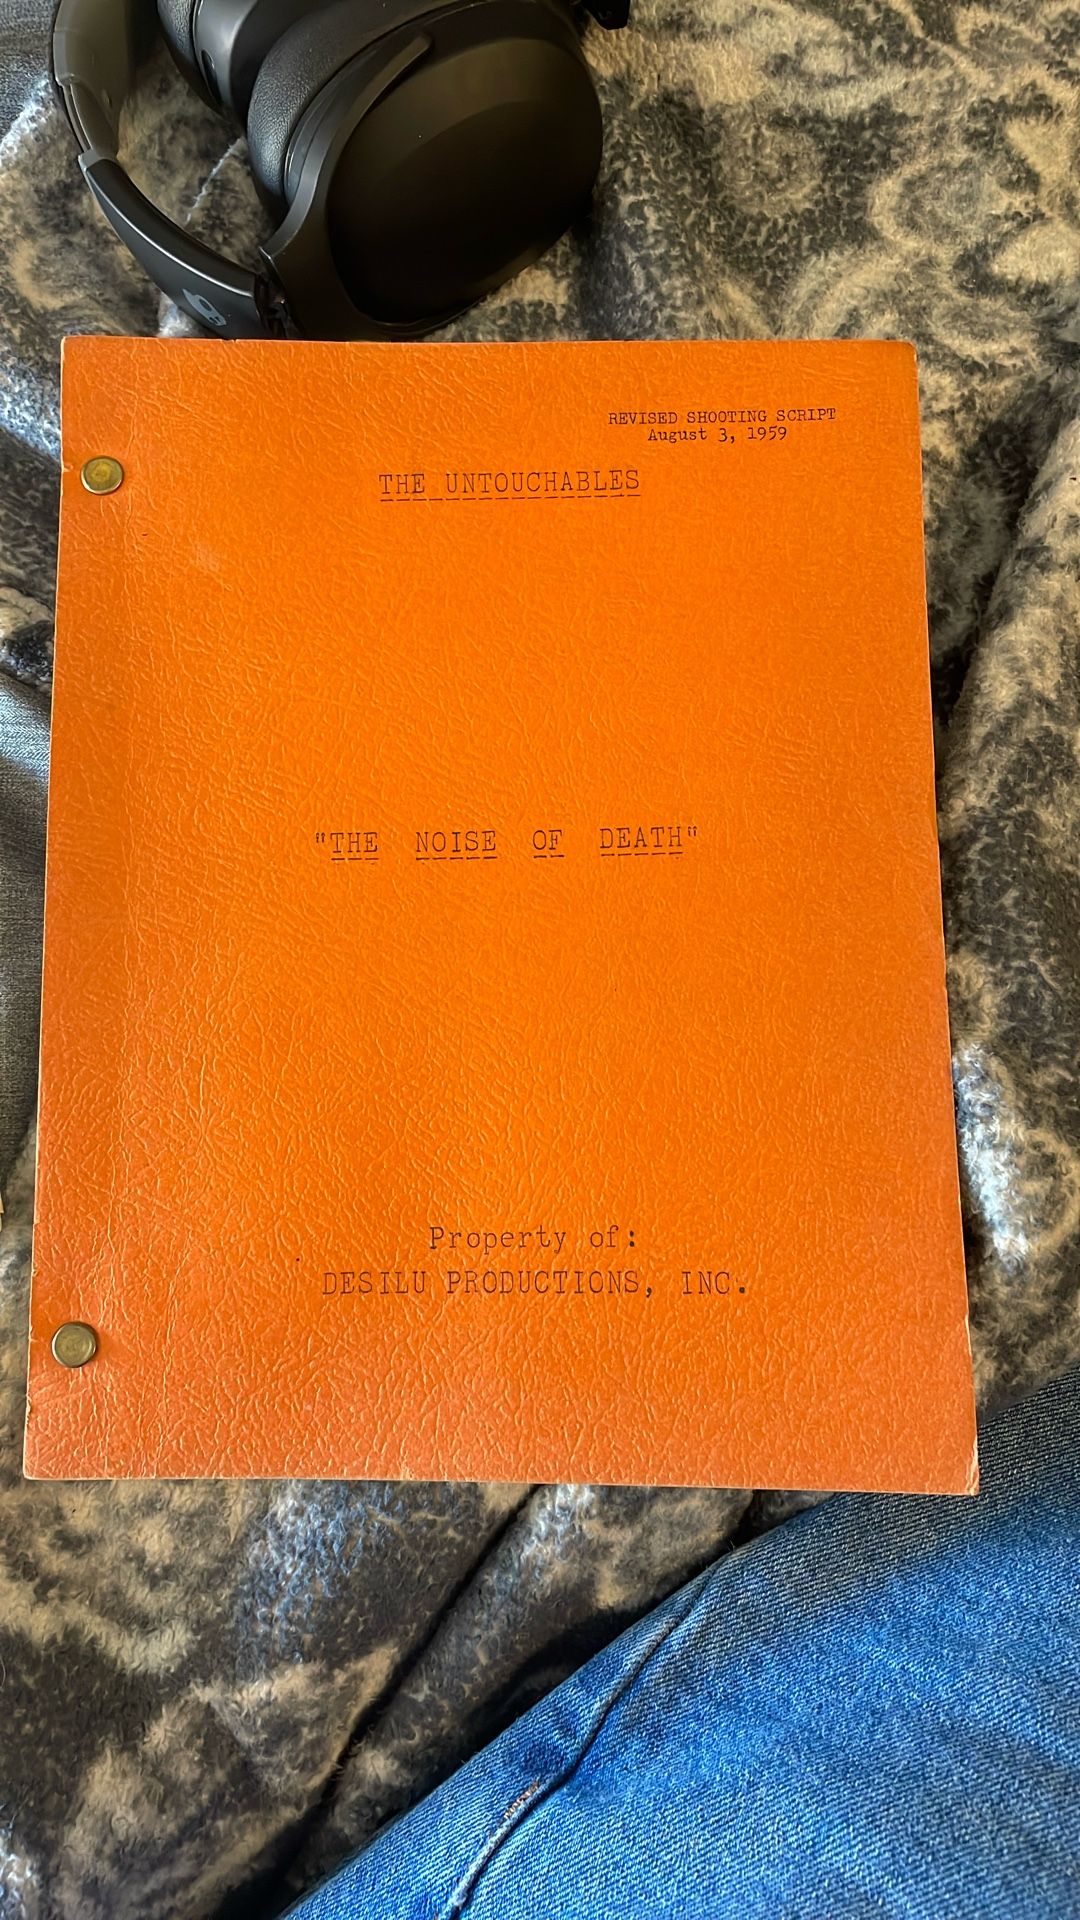 REVISED SHOOTING SCRIPT
August 3, 1959
THE UNTOUCHABLES
"THE NOISE OF DEATH"
Property of:
DESILU PRODUCTIONS, INC.